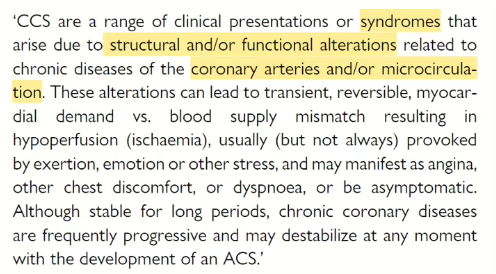 ‘CCS are a range of clinical presentations or syndromes that
arise due to structural and/or functional alterations related to
chronic diseases of the coronary arteries and/or microcircula-
tion. These alterations can lead to transient, reversible, myocar-
dial demand vs. blood supply mismatch resulting in
hypoperfusion (ischaemia), usually (but not always) provoked
by exertion, emotion or other stress, and may manifest as angina,
other chest discomfort, or dyspnoea, or be asymptomatic.
Although stable for long periods, chronic coronary diseases
are frequently progressive and may destabilize at any moment
with the development of an ACS.’